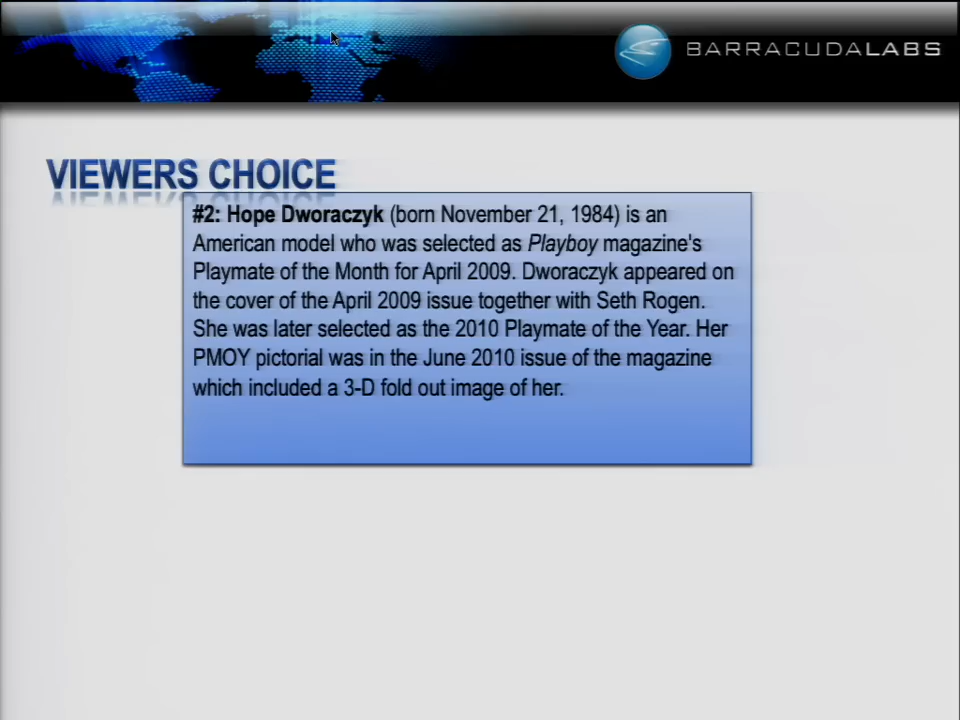 BARRACUDALABS
VIEWERS CHOICE
#2: Hope Dworaczyk (born November 21, 1984) is an
American model who was selected as Playboy magazine's
Playmate of the Month for April 2009. Dworaczyk appeared on
the cover of the April 2009 issue together with Seth Rogen.
She was later selected as the 2010 Playmate of the Year. Her
PMOY pictorial was in the June 2010 issue of the magazine
which included a 3-D fold out image of her.